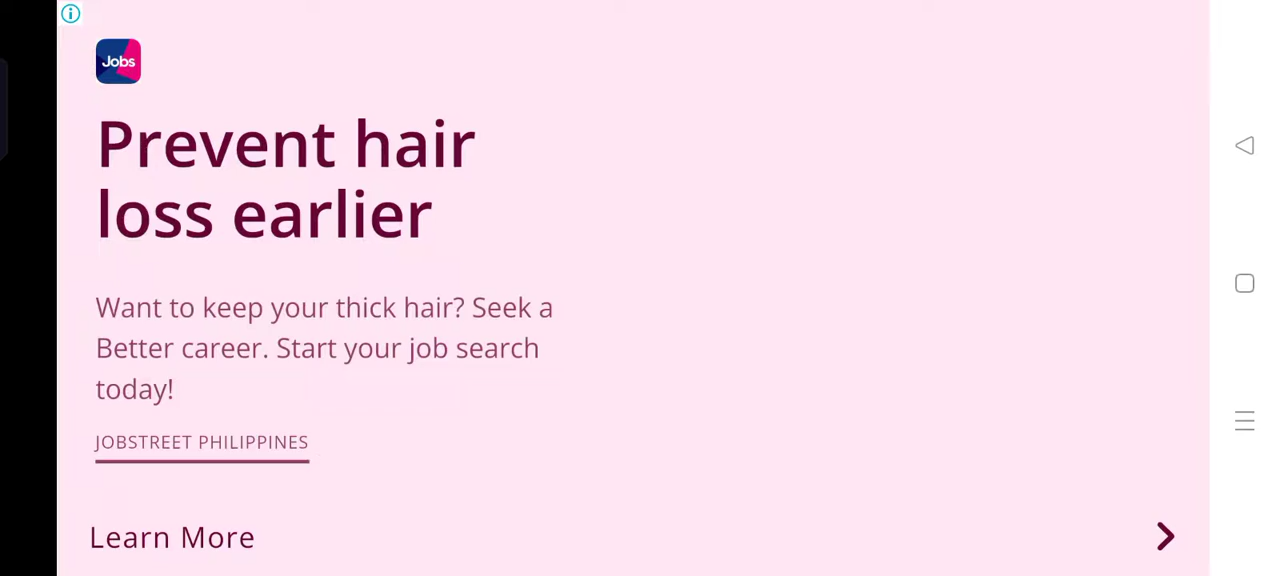 Jobs
Prevent hair
loss earlier
Want to keep your thick hair? Seek a
Better career. Start your job search
today!
JOBSTREET PHILIPPINES
Learn More